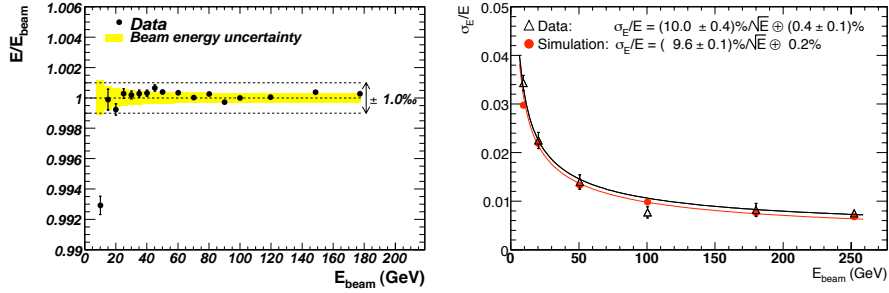 E/E_beam
1.006
1.004
1.002
1
0.998
0.996
0.994
0.992
0.99
Data
Beam energy uncertainty
± 1.0‰
0 20 40 60 80 100 120 140 160 180 200
E_beam (GeV)
σ_E/E
0.05
0.04
0.03
0.02
0.01
0
Data: σ_E/E = (10.0 ± 0.4)%/√E ⊕ (0.4 ± 0.1)%
Simulation: σ_E/E = ( 9.6 ± 0.1)%/√E ⊕ 0.2%
0 50 100 150 200 250
E_beam (GeV)